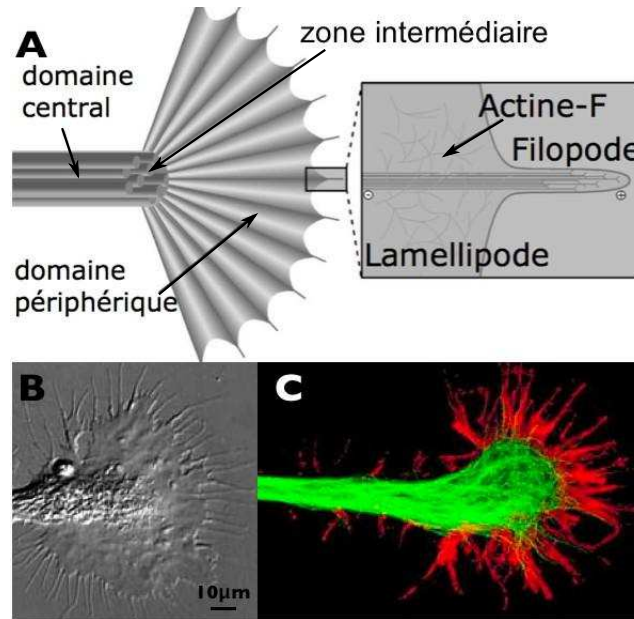 A
zone intermédiaire
domaine
central
Actine-F
Filopode
Lamellipode
domaine
périphérique
B
10µm
C